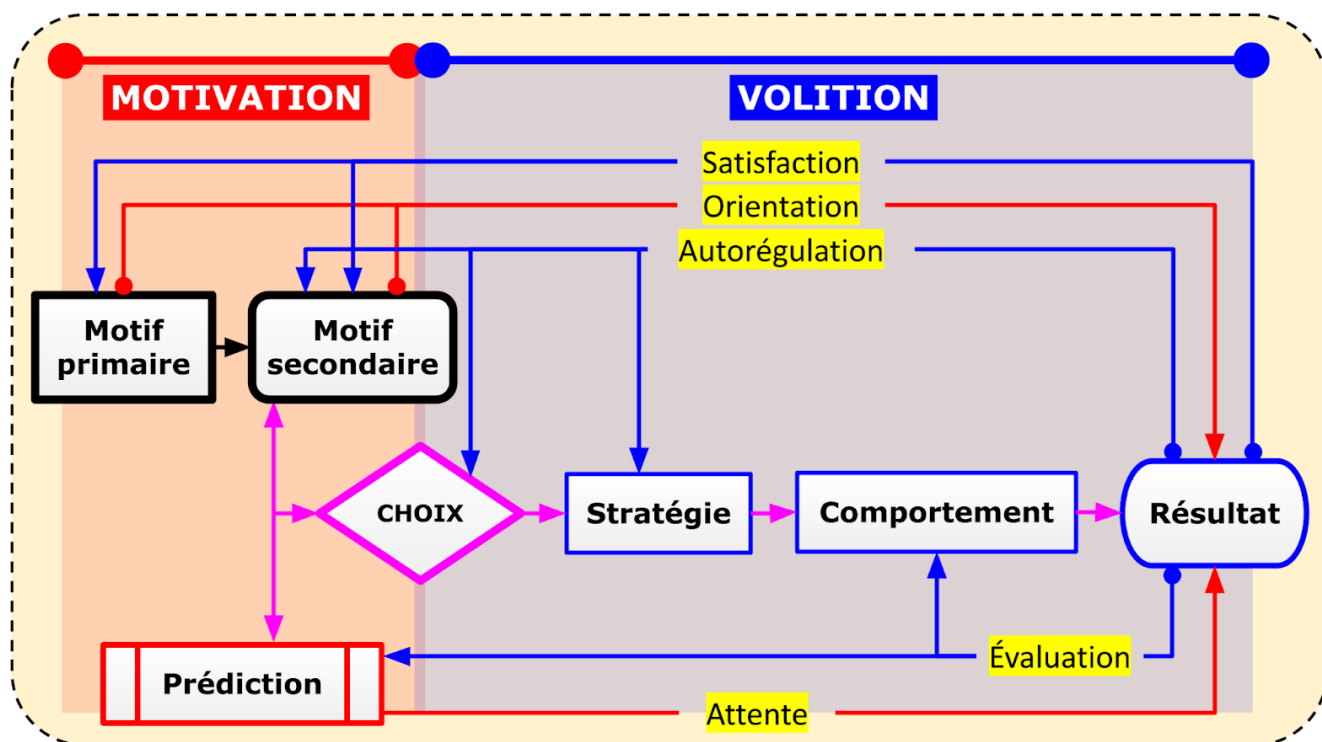 MOTIVATION
VOLITION
Satisfaction
Orientation
Autorégulation
Motif
primaire
Motif
secondaire
CHOIX
Stratégie
Comportement
Résultat
Évaluation
Prédiction
Attente